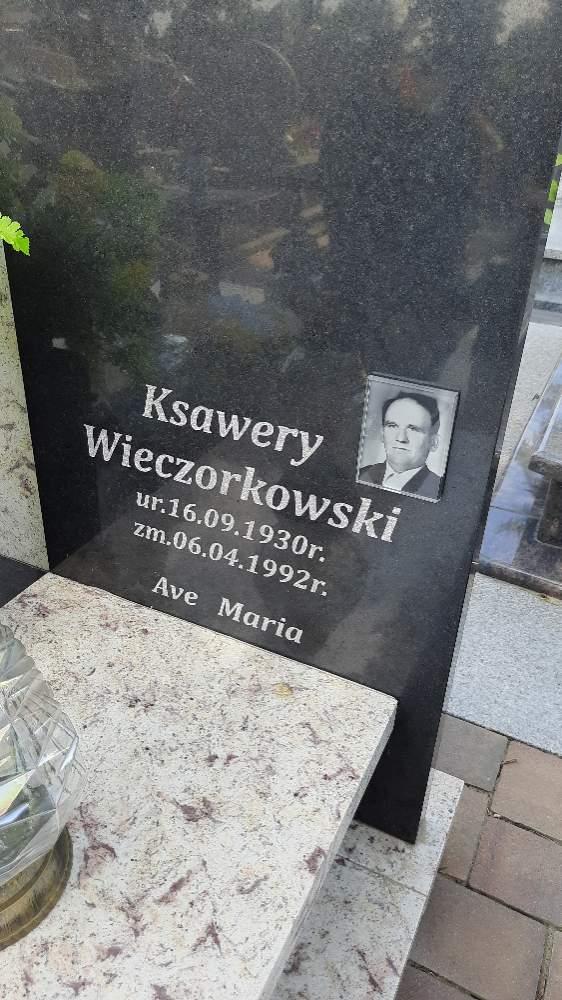 Ksawery
Wieczorkowski
ur.16.09.1930r.
zm.06.04.1992r.
Ave Maria